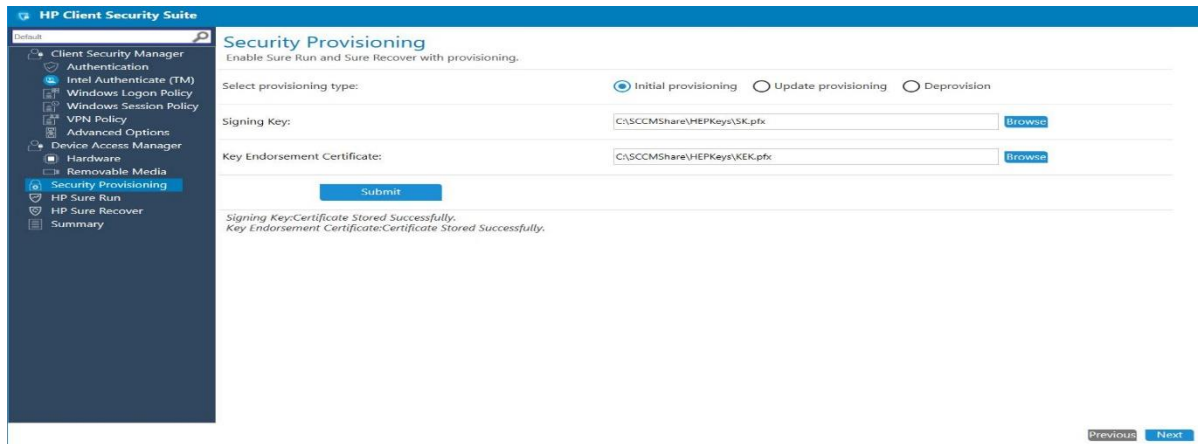 HP Client Security Suite
Default
Client Security Manager
Authentication
Intel Authenticate (TM)
Windows Logon Policy
Windows Session Policy
VPN Policy
Advanced Options
Device Access Manager
Hardware
Removable Media
Security Provisioning
HP Sure Run
HP Sure Recover
Summary
Security Provisioning
Enable Sure Run and Sure Recover with provisioning.
Select provisioning type: Initial provisioning Update provisioning Deprovision
Signing Key: C:\SCCMShare\HEPKeys\SK.pfx Browse
Key Endorsement Certificate: C:\SCCMShare\HEPKeys\KEK.pfx Browse
Submit
Signing Key:Certificate Stored Successfully.
Key Endorsement Certificate:Certificate Stored Successfully.
Previous Next